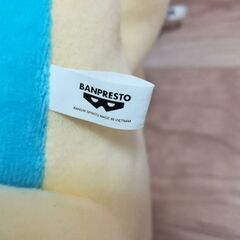 BANPRESTO
BANDAI SPIRITS MADE IN VIETNAM